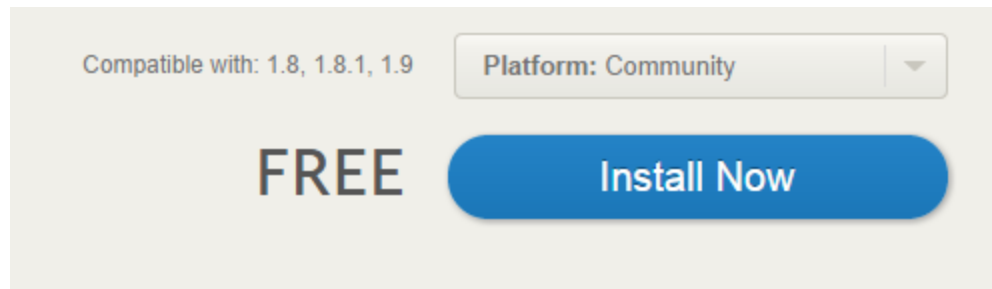 Compatible with: 1.8, 1.8.1, 1.9
Platform: Community
FREE
Install Now